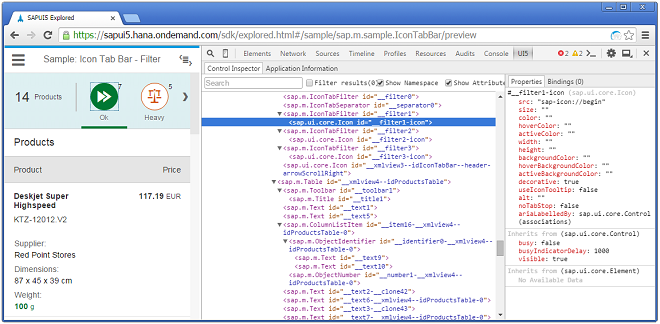 SAPUI5 Explored
https://sapui5.hana.ondemand.com/sdk/explored.html#/sample/sap.m.sample.IconTabBar/preview
Sample: Icon Tab Bar - Filter
14 Products
7
Ok
5
Heavy
Products
Product Price
Deskjet Super Highspeed 117.19 EUR
KTZ-12012.V2
Supplier:
Red Point Stores
Dimensions:
87 x 45 x 39 cm
Weight:
100 g
Elements Network Sources Timeline Profiles Resources Audits Console UI5 2 2
Control Inspector Application Information
Search Filter results(0) Show Namespace Show Attribute
<sap.m.IconTabFilter id="__filter0">
<sap.m.IconTabSeparator id="__separator0">
<sap.m.IconTabFilter id="__filter1">
<sap.ui.core.Icon id="__filter1-icon">
<sap.m.IconTabFilter id="__filter2">
<sap.ui.core.Icon id="__filter2-icon">
<sap.m.IconTabFilter id="__filter3">
<sap.ui.core.Icon id="__filter3-icon">
<sap.ui.core.Icon id="__xmlview3--idIconTabBar--header-
arrowScrollRight">
<sap.m.Table id="__xmlview4--idProductsTable">
<sap.m.Toolbar id="__toolbar1">
<sap.m.Title id="__title1">
<sap.m.Text id="__text1">
<sap.m.Text id="__text5">
<sap.m.ColumnListItem id="__item16-__xmlview4--
idProductsTable-0">
<sap.m.ObjectIdentifier id="__identifier0-__xmlview4--
idProductsTable-0">
<sap.m.Text id="__text9">
<sap.m.Text id="__text10">
<sap.m.ObjectNumber id="__number1-__xmlview4--
idProductsTable-0">
<sap.m.Text id="__text2-__clone42">
<sap.m.Text id="__text6-__xmlview4--idProductsTable-0">
<sap.m.Text id="__text3-__clone43">
<sap.m.Text id="__text7-__xmlview4--idProductsTable-0">
Properties Bindings (0)
#__filter1-icon (sap.ui.core.Icon)
src: "sap-icon://begin"
size: ""
color: ""
hoverColor: ""
activeColor: ""
width: ""
height: ""
backgroundColor: ""
hoverBackgroundColor: ""
activeBackgroundColor: ""
decorative: true
useIconTooltip: false
alt: ""
noTabStop: false
ariaLabelledBy: sap.ui.core.Control
(associations)
Inherits from (sap.ui.core.Control)
busy: false
busyIndicatorDelay: 1000
visible: true
Inherits from (sap.ui.core.Element)
No Available Data